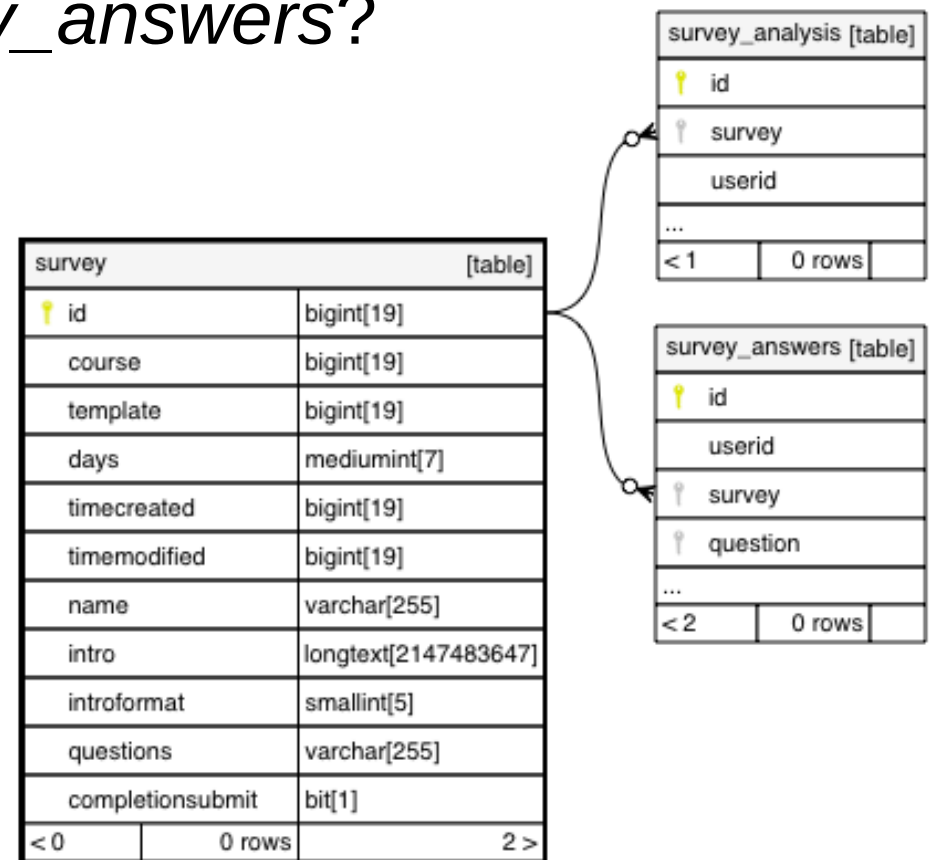 y_answers?
survey_analysis [table]
id
survey
userid
...
< 1 0 rows
survey [table]
id bigint[19]
course bigint[19]
template bigint[19]
days mediumint[7]
timecreated bigint[19]
timemodified bigint[19]
name varchar[255]
intro longtext[2147483647]
introformat smallint[5]
questions varchar[255]
completionsubmit bit[1]
< 0 0 rows 2 >
survey_answers [table]
id
userid
survey
question
...
< 2 0 rows